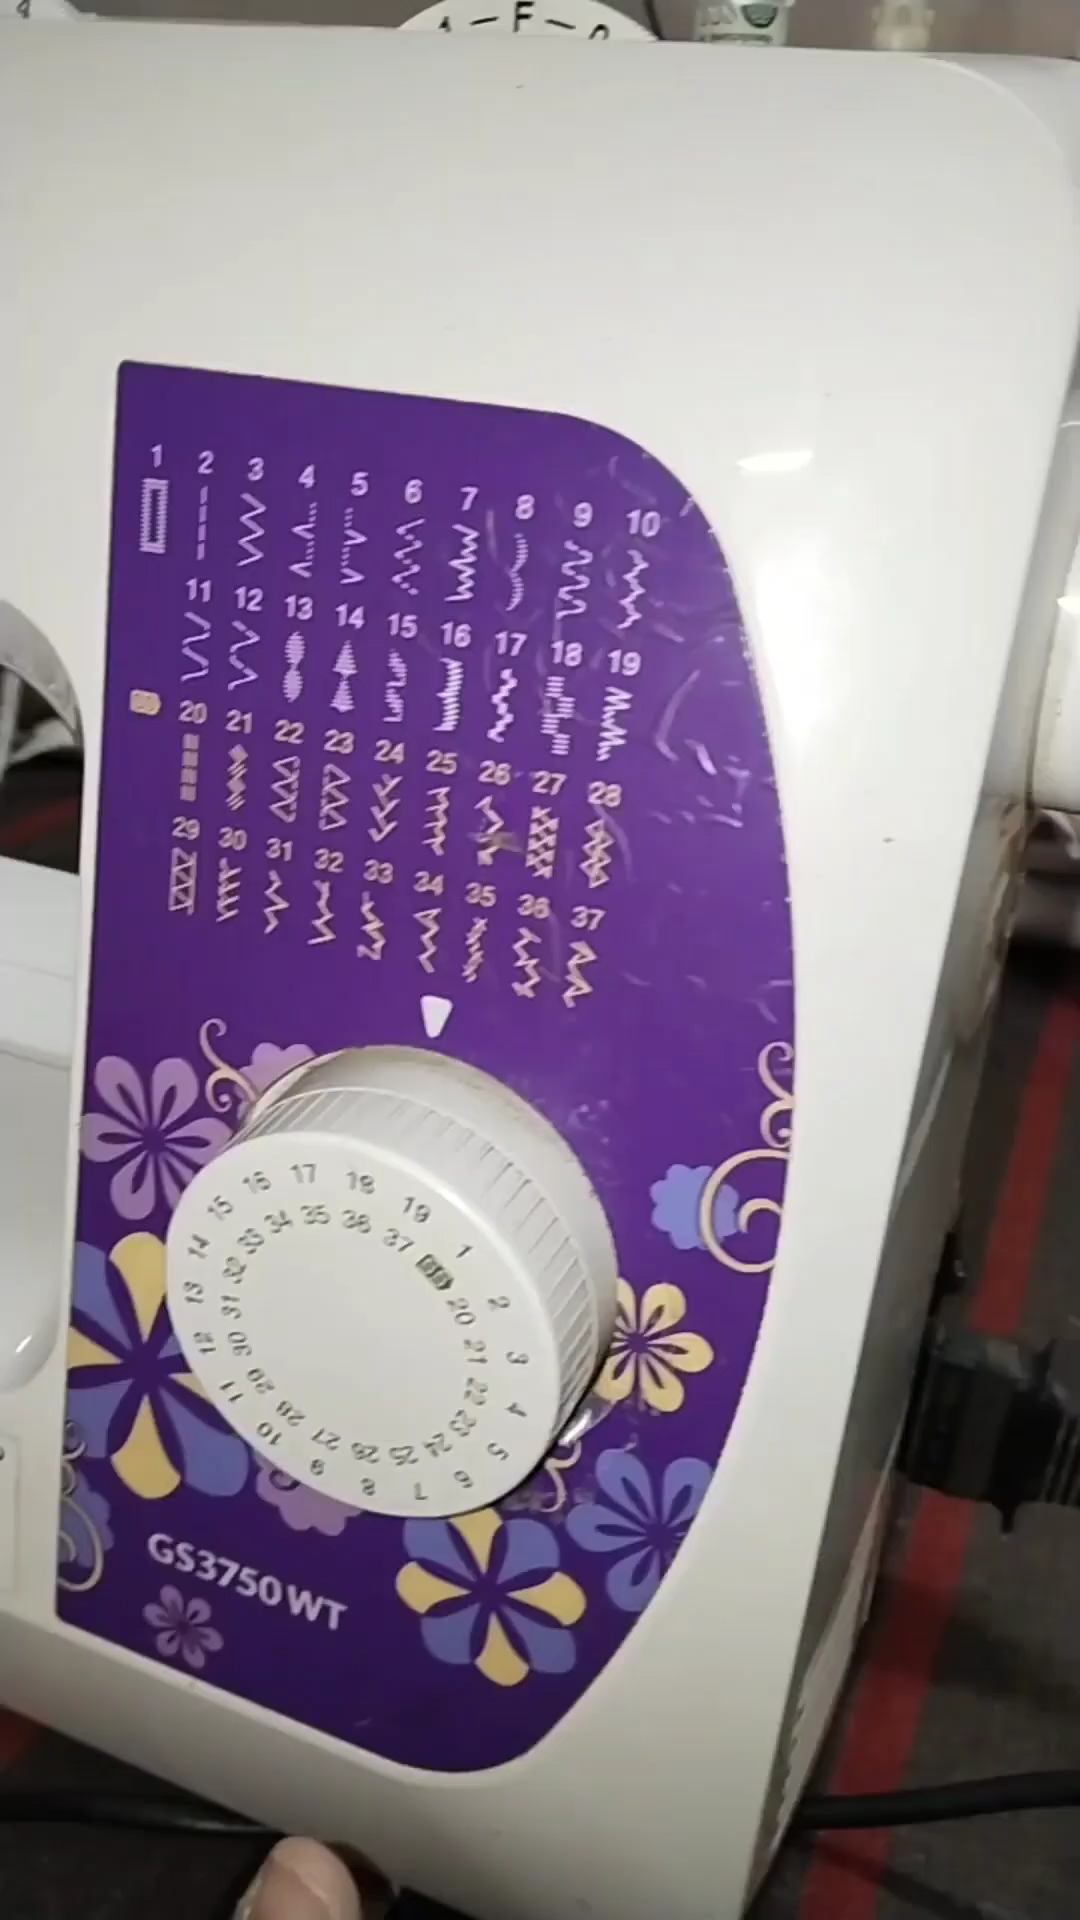 F
1 2 3 4 5 6 7 8 9 10
11 12 13 14 15 16 17 18 19
20 21 22 23 24 25 26 27 28
29 30 31 32 33 34 35 36 37
1 2 3 4 5 6 7 8 9 10 11 12 13 14 15 16 17 18 19
20 21 22 23 24 25 26 27 28 29 30 31 32 33 34 35 36 37
GS3750WT